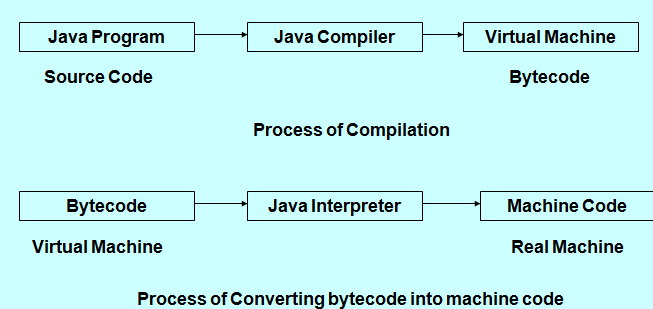 Java Program
Java Compiler
Virtual Machine
Source Code
Bytecode
Process of Compilation
Bytecode
Java Interpreter
Machine Code
Virtual Machine
Real Machine
Process of Converting bytecode into machine code